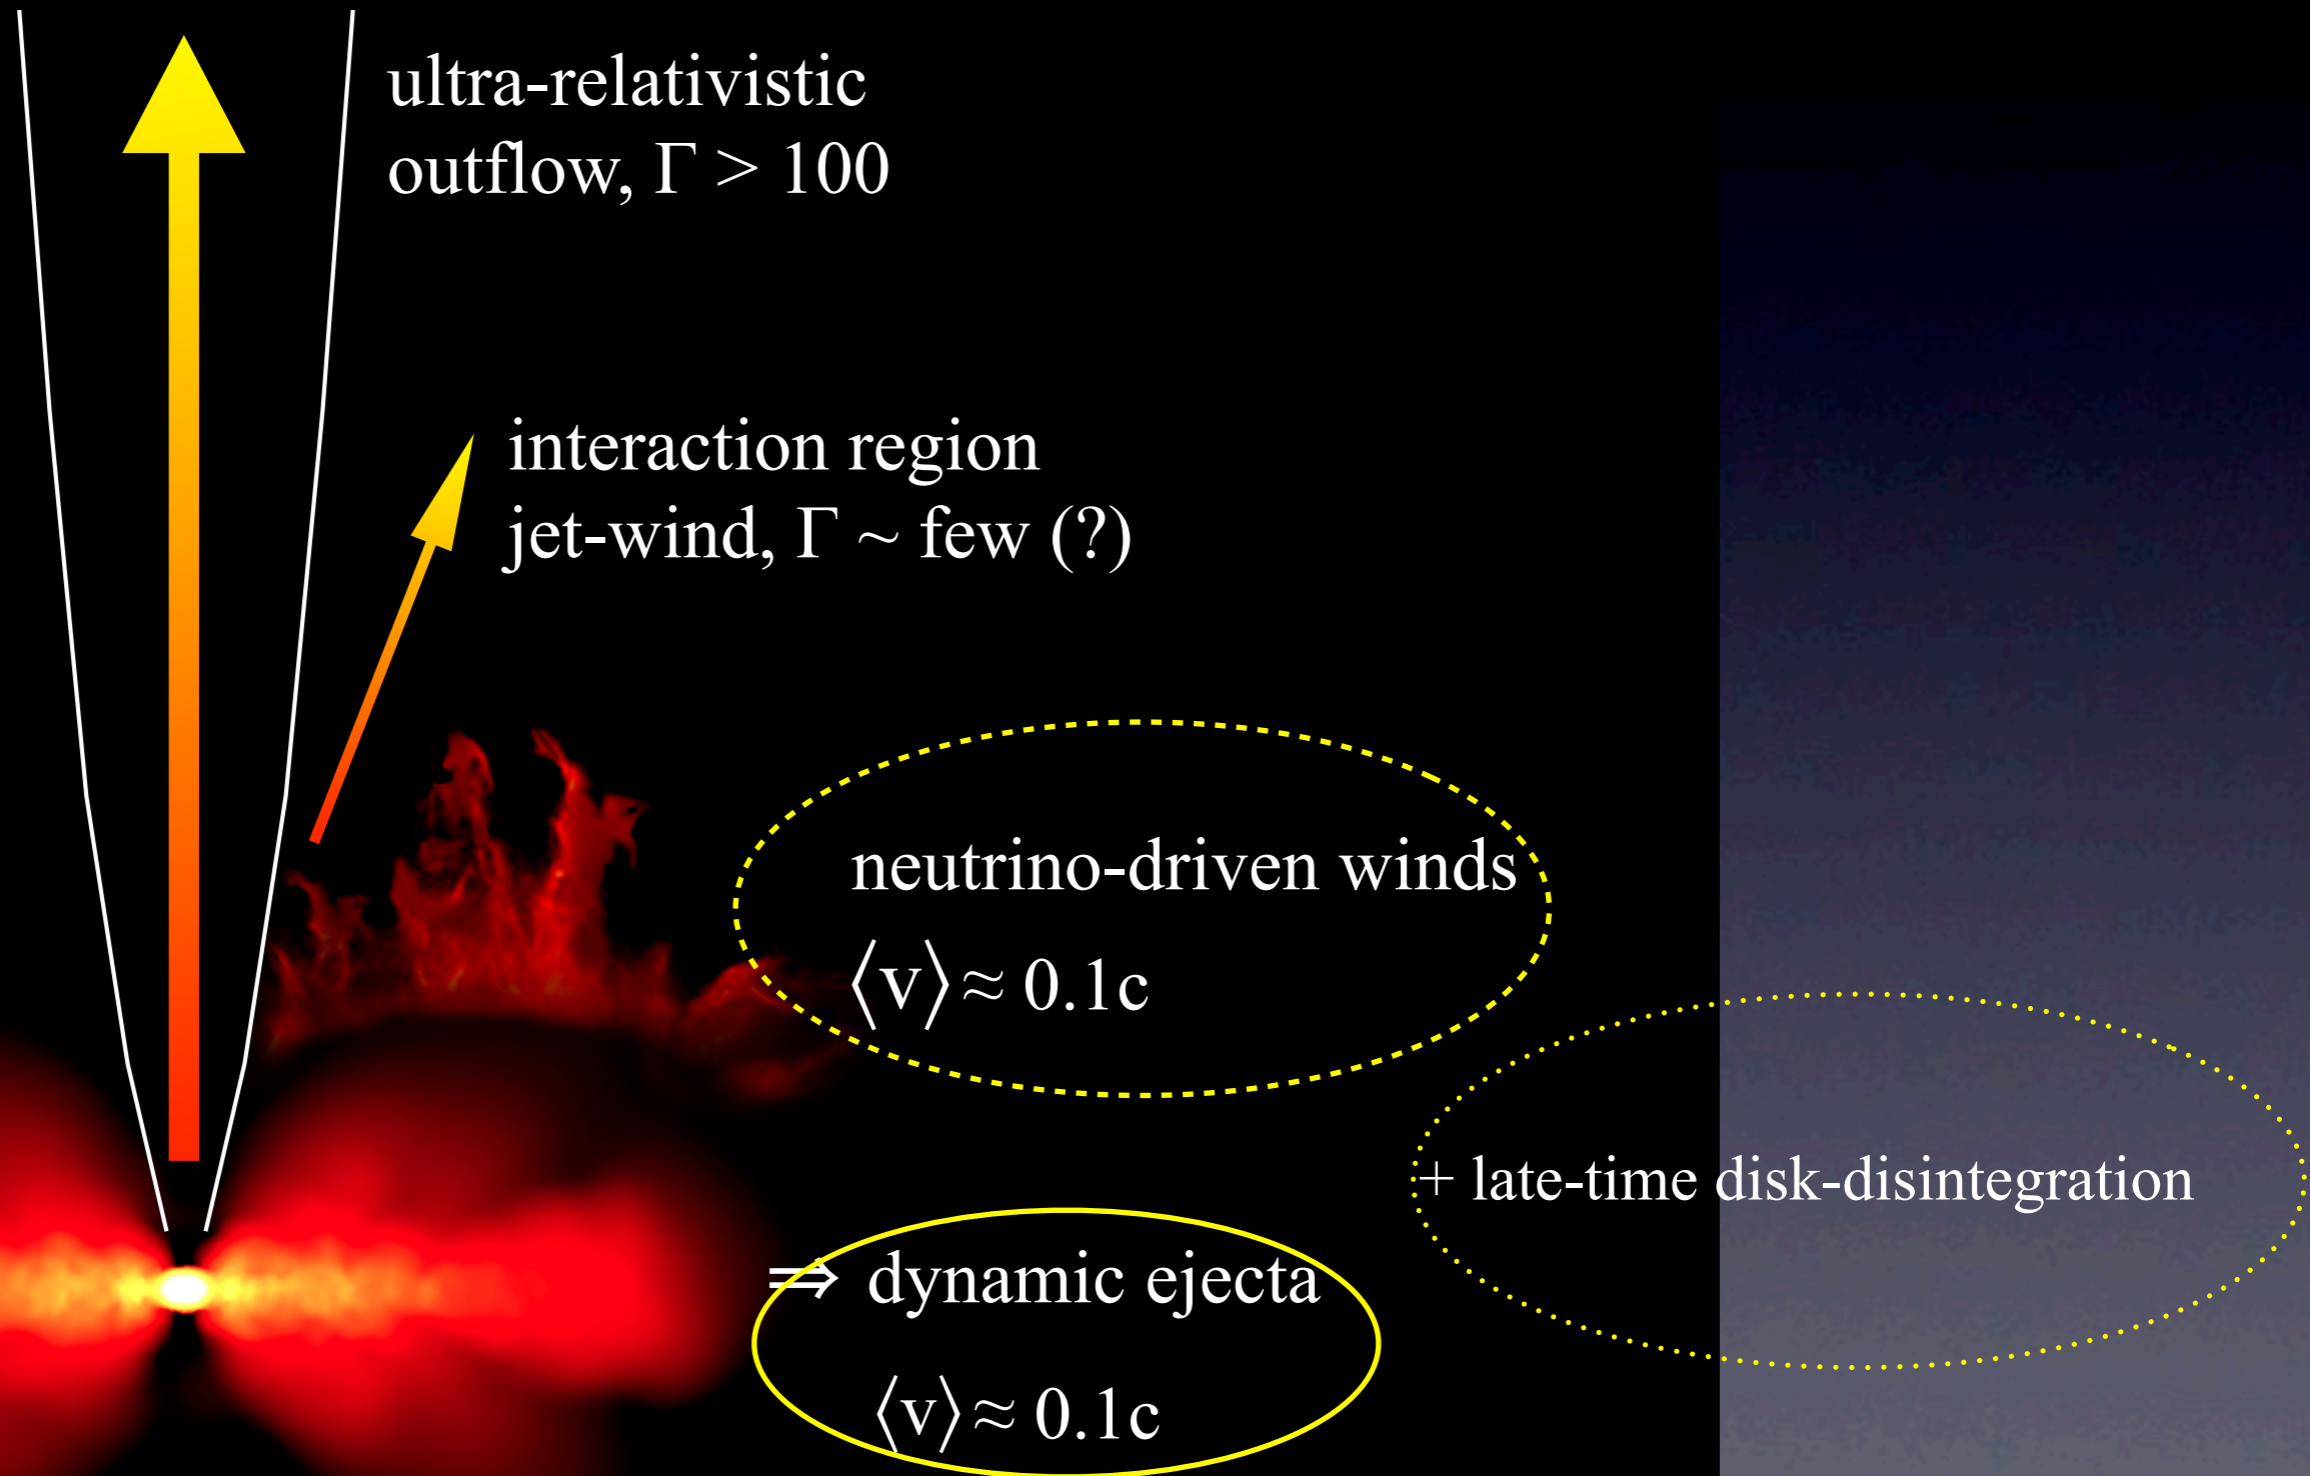 ultra-relativistic
outflow, Γ > 100
interaction region
jet-wind, Γ ~ few (?)
neutrino-driven winds
⟨v⟩ ≈ 0.1c
+ late-time disk-disintegration
⇒ dynamic ejecta
⟨v⟩ ≈ 0.1c